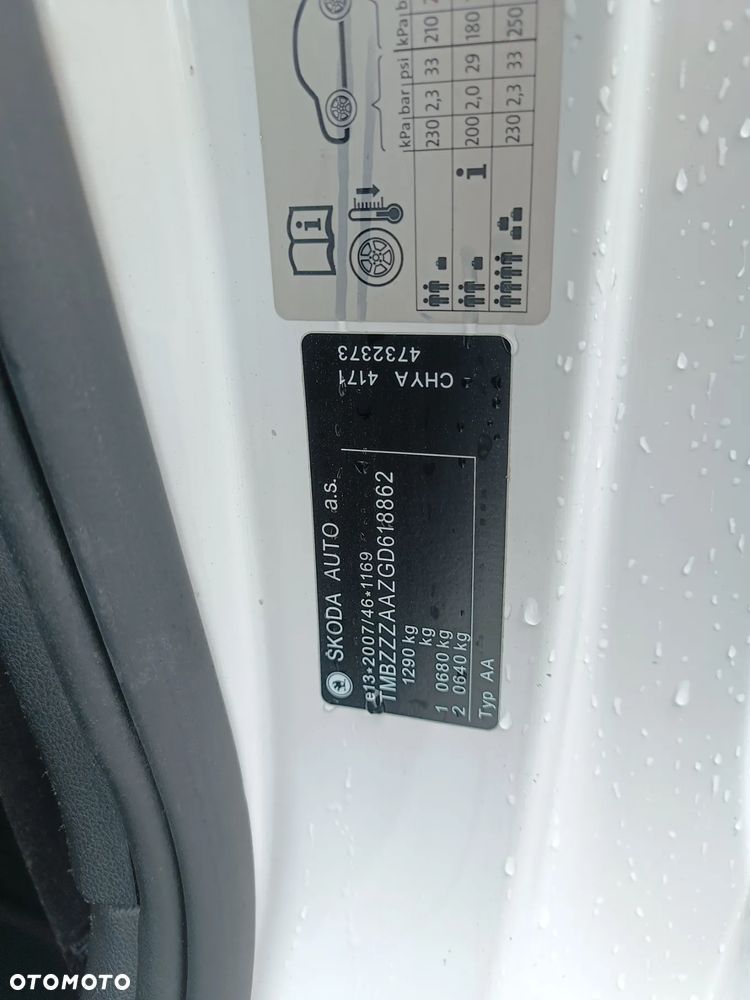 kPa bar psi kPa
230 2,3 33 210
200 2,0 29 180
230 2,3 33 250
i
i
ŠKODA AUTO a.s.
e13*2007/46*1169
TMBZZZAAZGD618862
1290 kg
kg
1 0680 kg
2 0640 kg
Typ AA
4732373
CHYA 4171
OTOMOTO